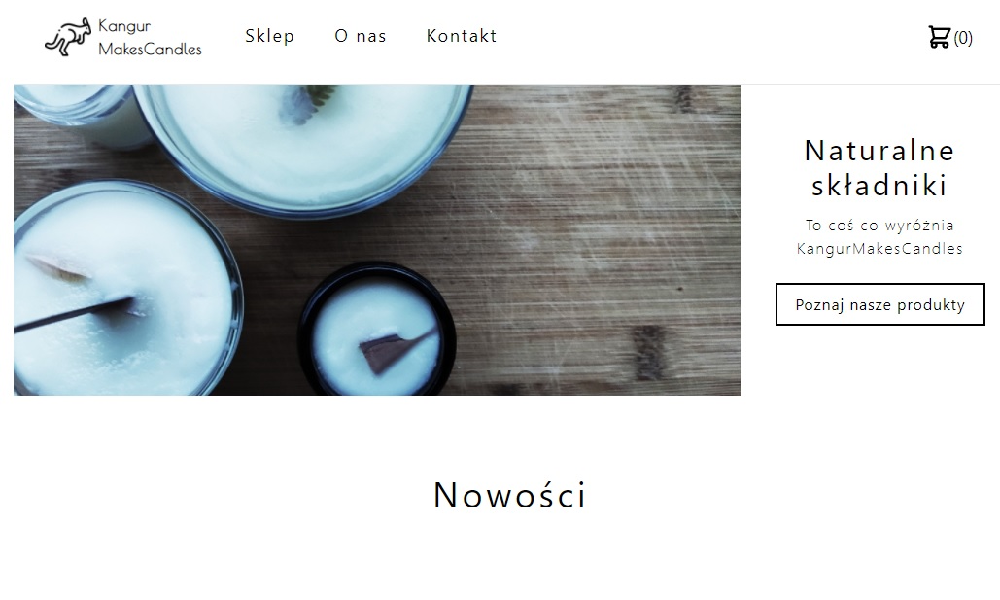 Kangur
MakesCandles
Sklep
O nas
Kontakt
(0)
Naturalne
składniki
To coś co wyróżnia
KangurMakesCandles
Poznaj nasze produkty
Nowości